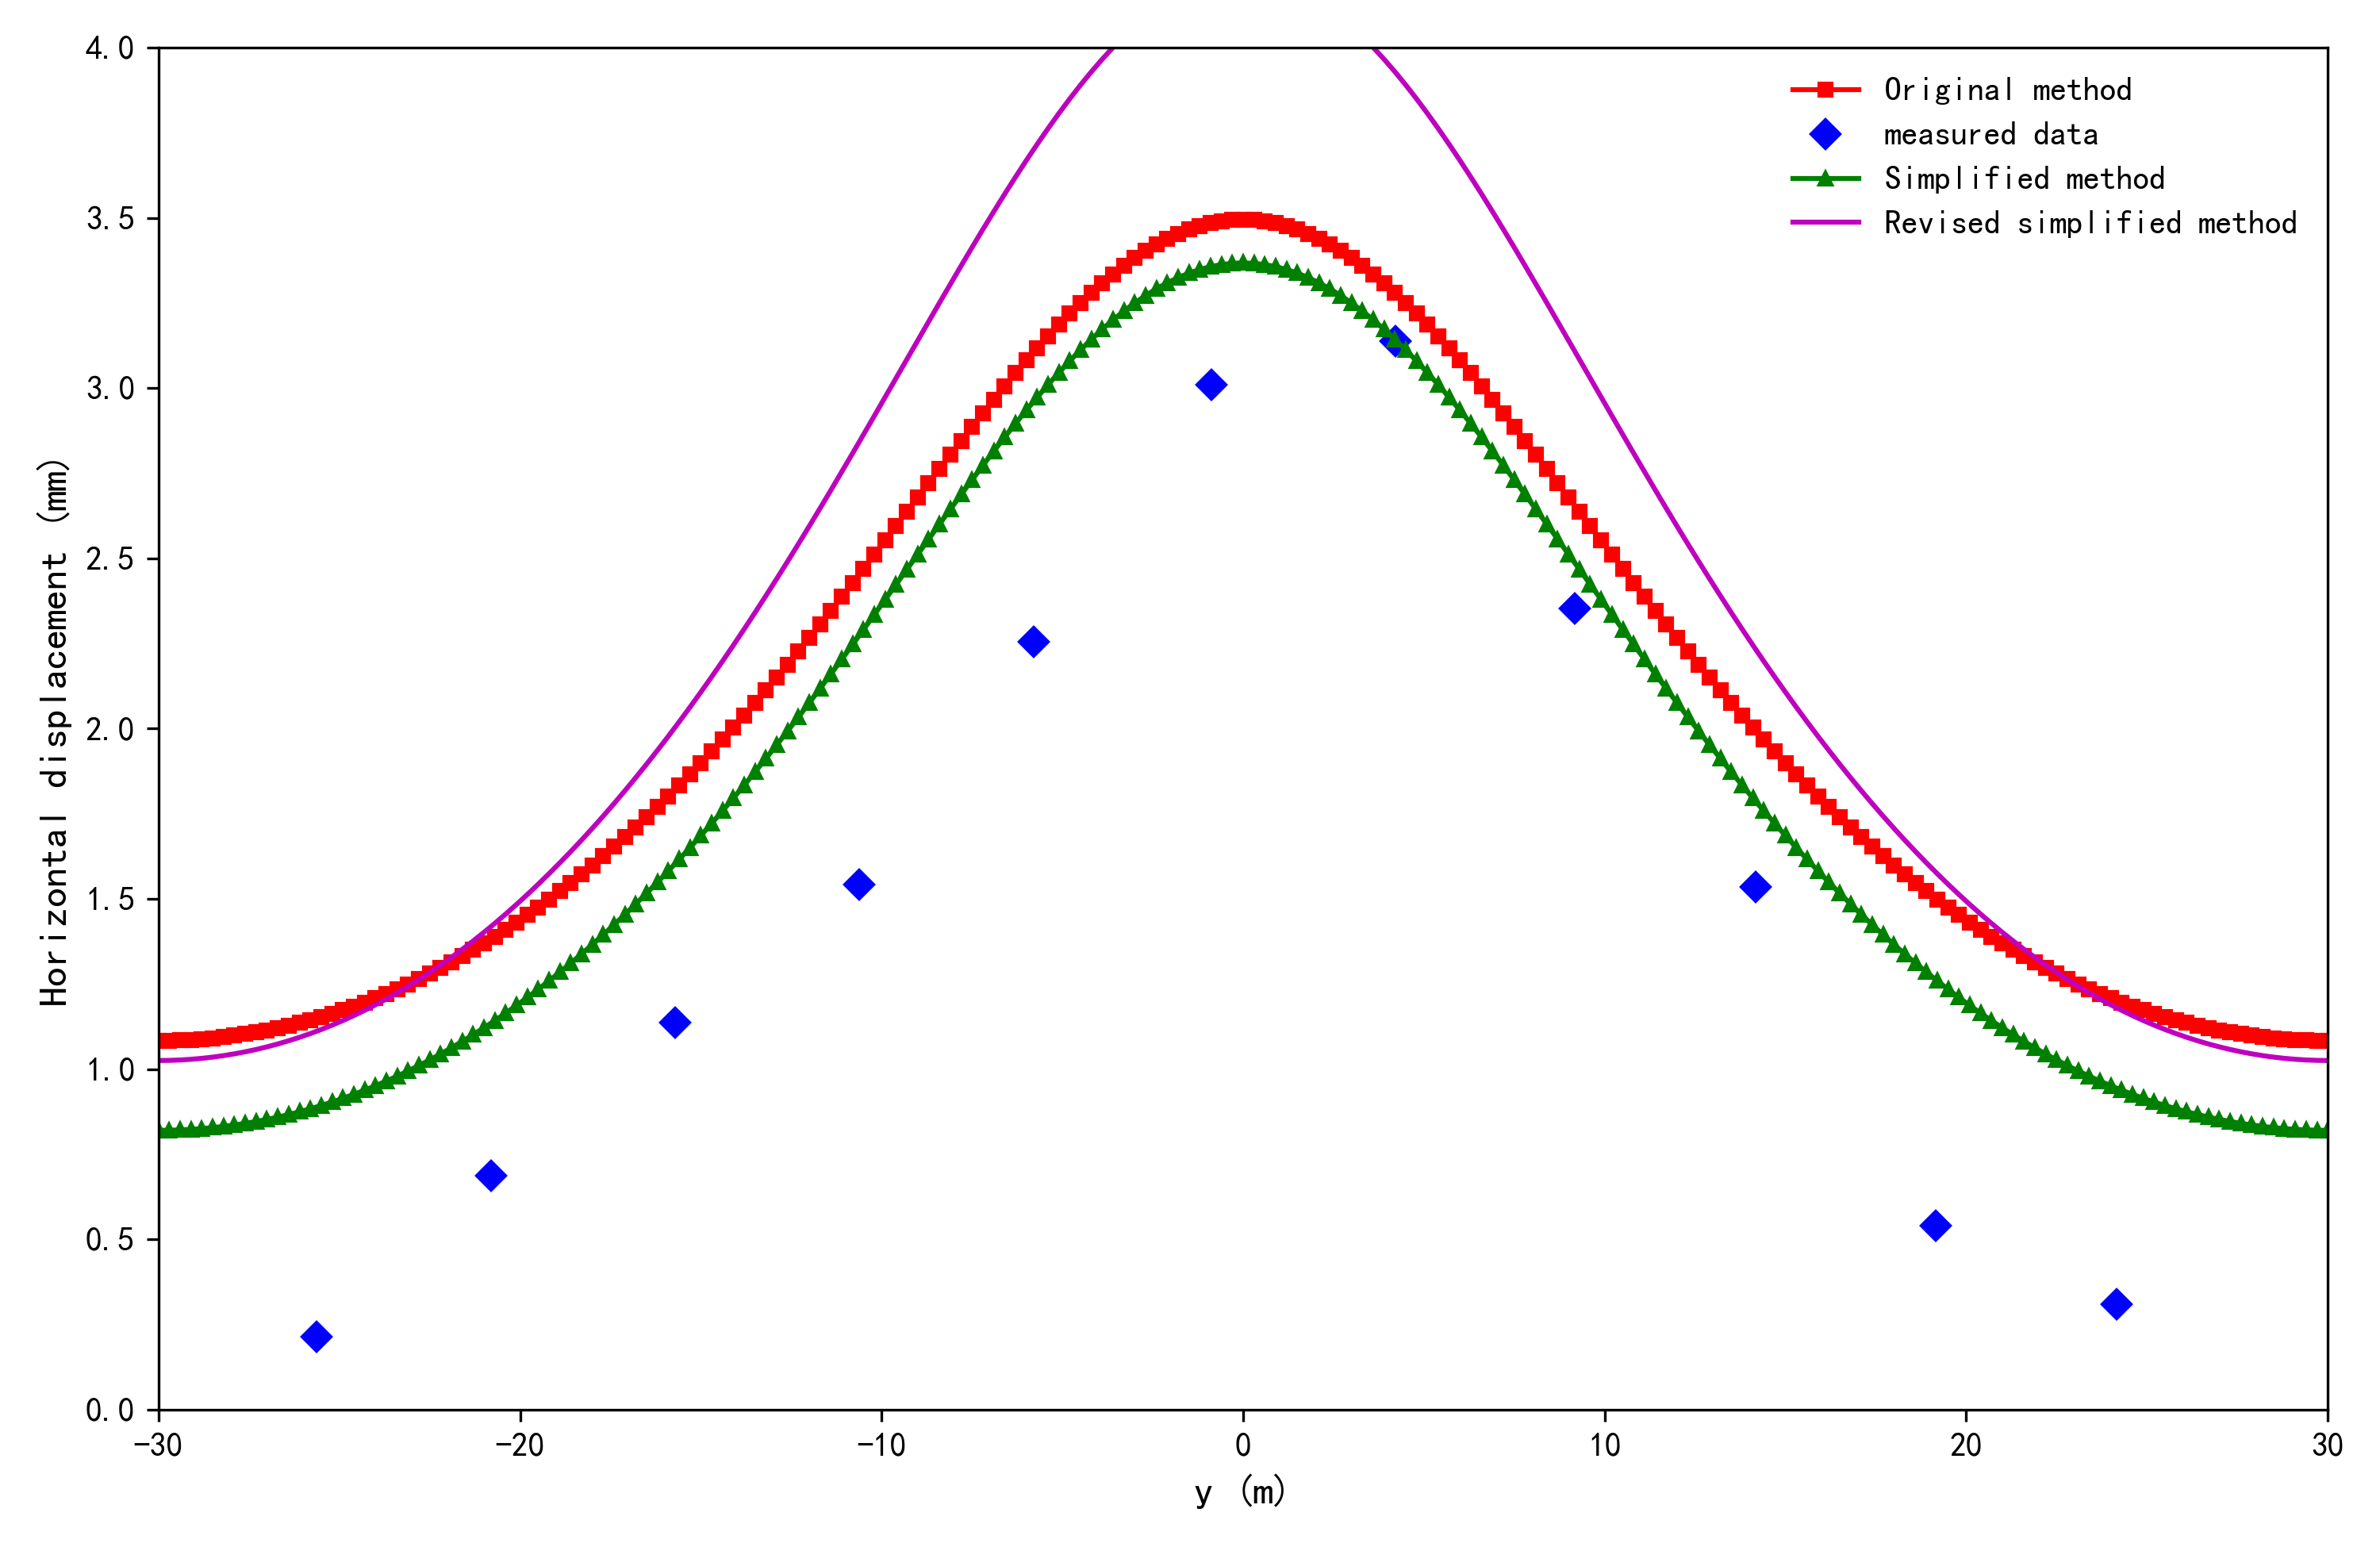 4.0
3.5
3.0
2.5
2.0
1.5
1.0
0.5
0.0
Horizontal displacement (mm)
Original method
measured data
Simplified method
Revised simplified method
−30 −20 −10 0 10 20 30
y (m)